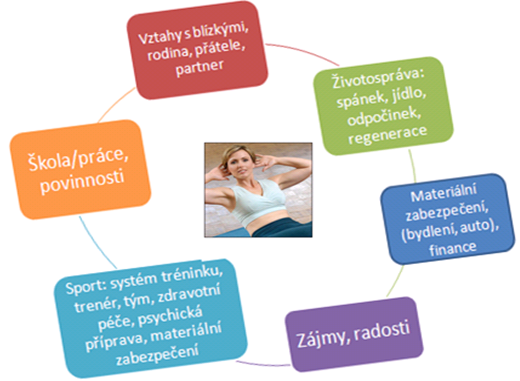 Vztahy s blízkými,
rodina, přátele,
partner
Životospráva:
spánek, jídlo,
odpočinek,
regenerace
Materiální
zabezpečení,
(bydlení, auto),
finance
Zájmy, radosti
Sport: systém tréninku,
trenér, tým, zdravotní
péče, psychická
příprava, materiální
zabezpečení
Škola/práce,
povinnosti